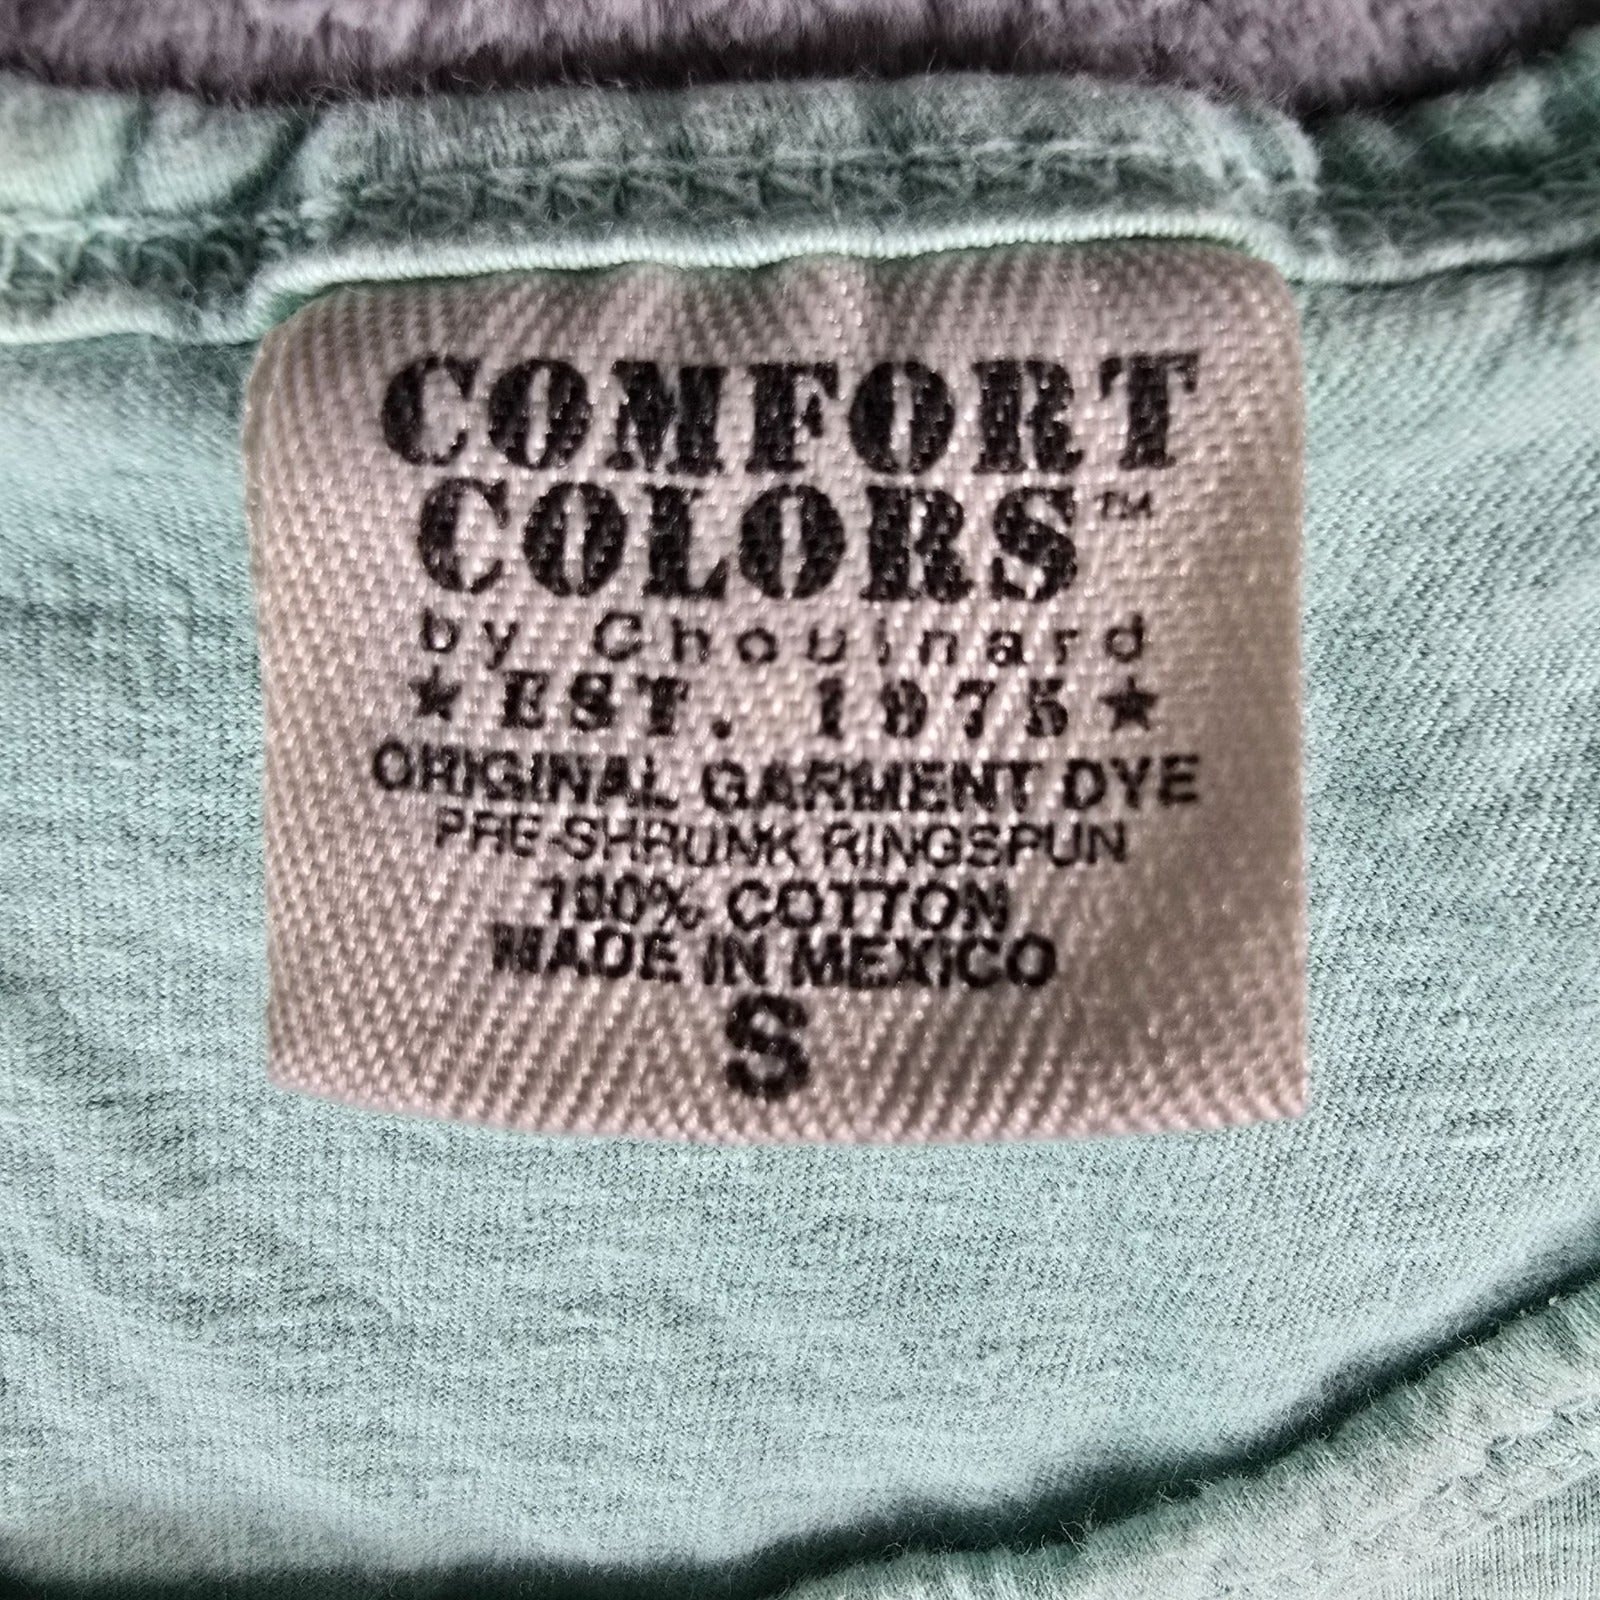 COMFORT
COLORS™
by Chouinard
★ EST. 1975 ★
ORIGINAL GARMENT DYE
PRE-SHRUNK RINGSPUN
100% COTTON
MADE IN MEXICO
S